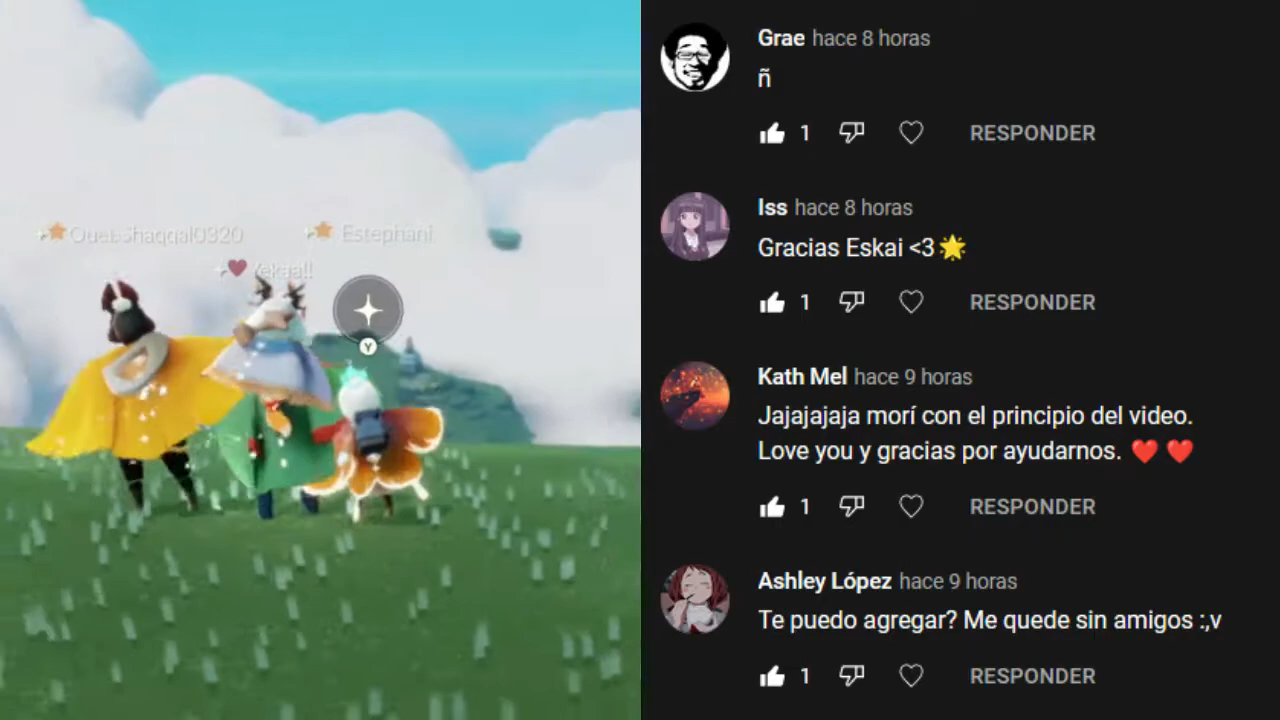 Estephani
Yekaa!!
Y
Grae hace 8 horas
ñ
1 RESPONDER
Iss hace 8 horas
Gracias Eskai <3🌟
1 RESPONDER
Kath Mel hace 9 horas
Jajajajaja morí con el principio del video.
Love you y gracias por ayudarnos. ❤️ ❤️
1 RESPONDER
Ashley López hace 9 horas
Te puedo agregar? Me quede sin amigos :,v
1 RESPONDER